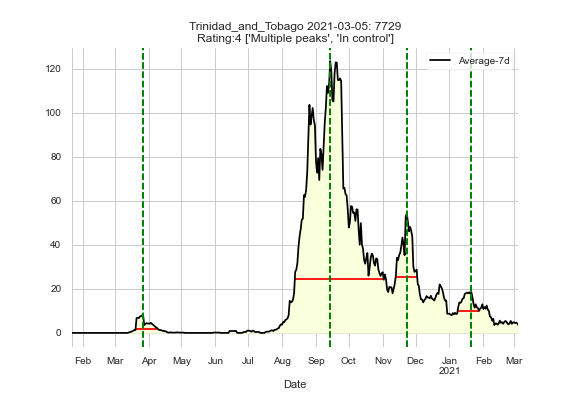 Trinidad_and_Tobago 2021-03-05: 7729
Rating:4 ['Multiple peaks', 'In control']
Average-7d
120
100
80
60
40
20
0
Feb Mar Apr May Jun Jul Aug Sep Oct Nov Dec Jan Feb Mar
2021
Date